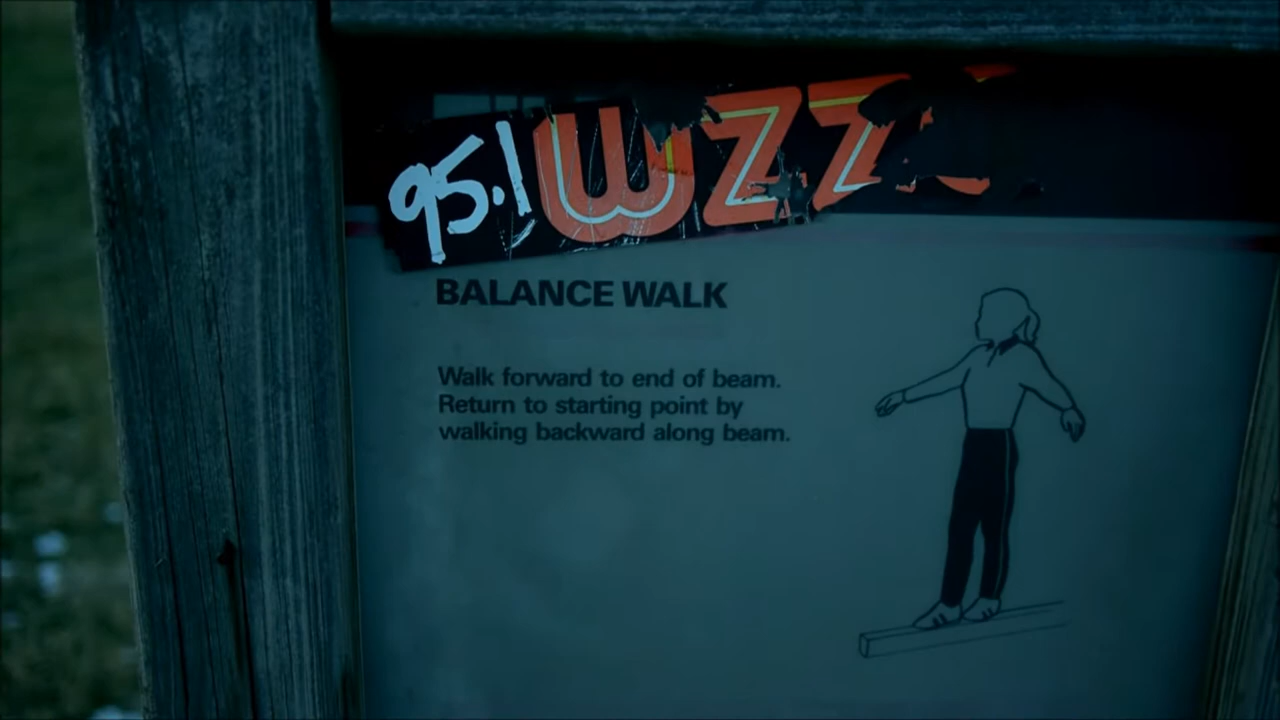 95.1 WZZ
BALANCE WALK
Walk forward to end of beam.
Return to starting point by
walking backward along beam.